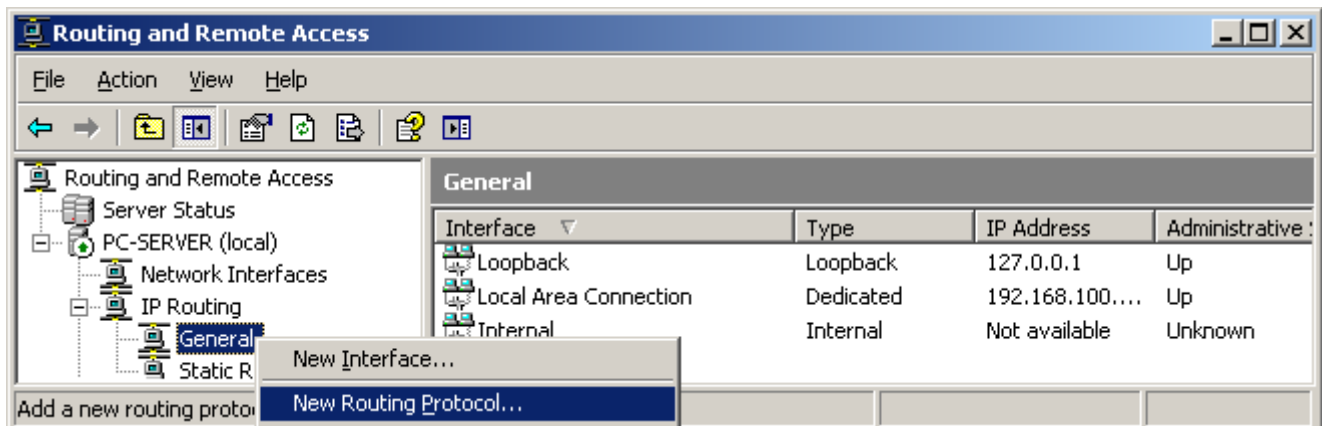 Routing and Remote Access
File Action View Help
Routing and Remote Access
Server Status
PC-SERVER (local)
Network Interfaces
IP Routing
General
Static R
General
Interface Type IP Address Administrative
Loopback Loopback 127.0.0.1 Up
Local Area Connection Dedicated 192.168.100.... Up
Internal Internal Not available Unknown
New Interface...
New Routing Protocol...
Add a new routing proto